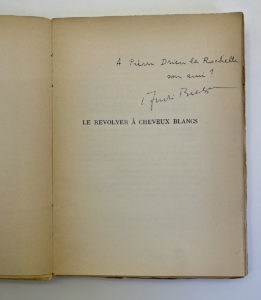 A Pierre Drieu la Rochelle
son ami ?
André Breton
LE REVOLVER À CHEVEUX BLANCS